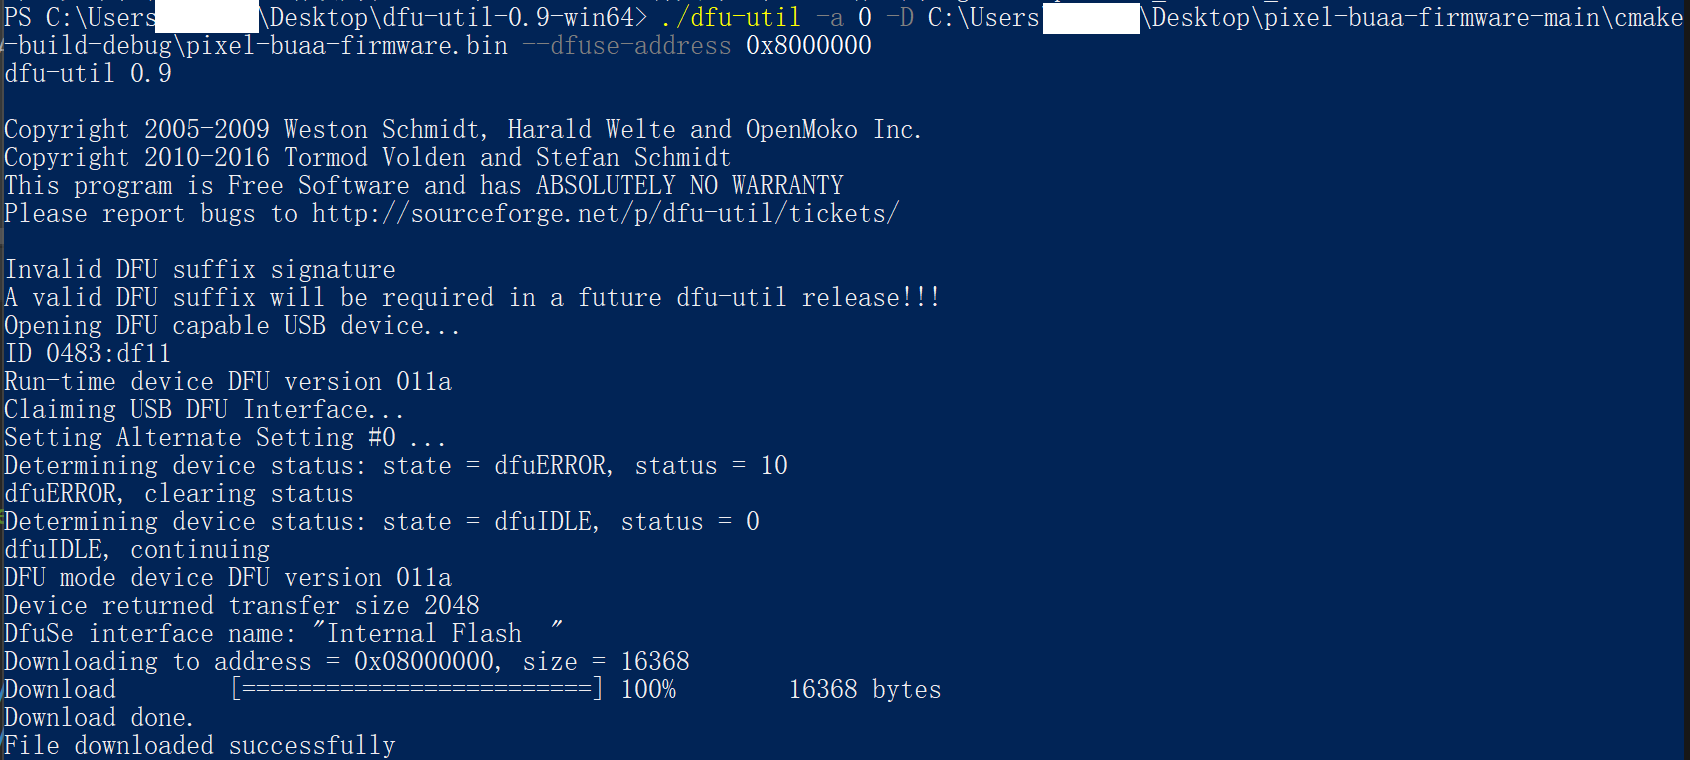 PS C:\Users\Desktop\dfu-util-0.9-win64> ./dfu-util -a 0 -D C:\Users\Desktop\pixel-buaa-firmware-main\cmake
-build-debug\pixel-buaa-firmware.bin --dfuse-address 0x8000000
dfu-util 0.9
Copyright 2005-2009 Weston Schmidt, Harald Welte and OpenMoko Inc.
Copyright 2010-2016 Tormod Volden and Stefan Schmidt
This program is Free Software and has ABSOLUTELY NO WARRANTY
Please report bugs to http://sourceforge.net/p/dfu-util/tickets/
Invalid DFU suffix signature
A valid DFU suffix will be required in a future dfu-util release!!!
Opening DFU capable USB device...
ID 0483:df11
Run-time device DFU version 011a
Claiming USB DFU Interface...
Setting Alternate Setting #0 ...
Determining device status: state = dfuERROR, status = 10
dfuERROR, clearing status
Determining device status: state = dfuIDLE, status = 0
dfuIDLE, continuing
DFU mode device DFU version 011a
Device returned transfer size 2048
DfuSe interface name: "Internal Flash  "
Downloading to address = 0x08000000, size = 16368
Download        [=========================] 100%        16368 bytes
Download done.
File downloaded successfully